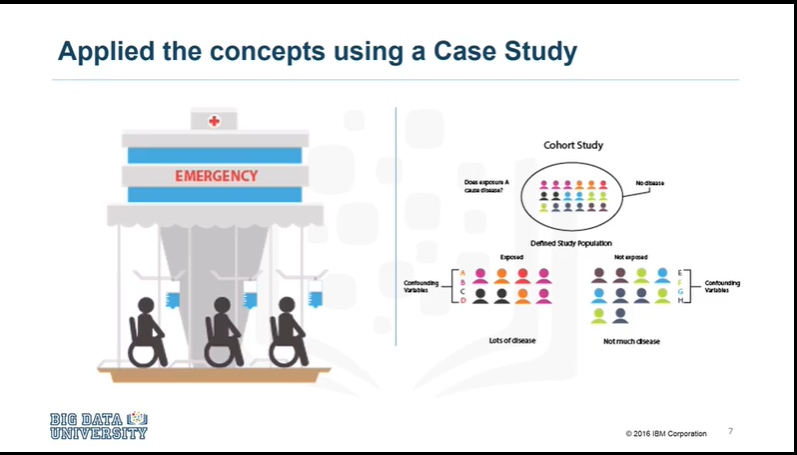 Applied the concepts using a Case Study
EMERGENCY
Cohort Study
Does exposure A
cause disease?
No disease
Defined Study Population
Exposed
Not exposed
Confounding
Variables
A
B
C
D
E
F
G
H
Confounding
Variables
Lots of disease
Not much disease
BIG DATA
UNIVERSITY
© 2016 IBM Corporation
7